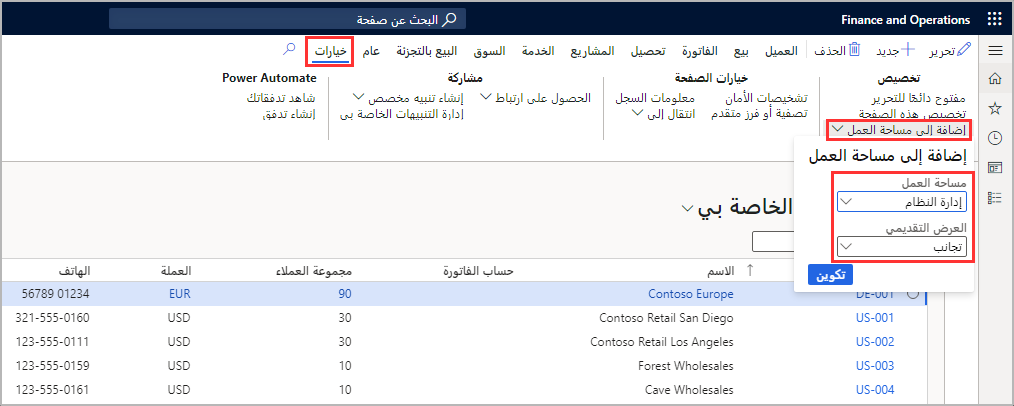 Finance and Operations
البحث عن صفحة
تحرير
جديد
الحذف
العميل
بيع
الفاتورة
تحصيل
المشاريع
الخدمة
السوق
البيع بالتجزئة
عام
خيارات
تخصيص
مفتوح دائمًا للتحرير
تخصيص هذه الصفحة
إضافة إلى مساحة العمل
خيارات الصفحة
تشخيصات الأمان
تصفية أو فرز متقدم
معلومات السجل
انتقال إلى
مشاركة
الحصول على ارتباط
إنشاء تنبيه مخصص
إدارة التنبيهات الخاصة بي
Power Automate
شاهد تدفقاتك
إنشاء تدفق
إضافة إلى مساحة العمل
مساحة العمل
إدارة النظام
العرض التقديمي
تجانب
تكوين
الخاصة بي
الاسم حساب الفاتورة مجموعة العملاء العملة الهاتف
DE-001 Contoso Europe 90 EUR 56789 01234
US-001 Contoso Retail San Diego 30 USD 321-555-0160
US-002 Contoso Retail Los Angeles 30 USD 123-555-0111
US-003 Forest Wholesales 10 USD 123-555-0159
US-004 Cave Wholesales 10 USD 123-555-0161